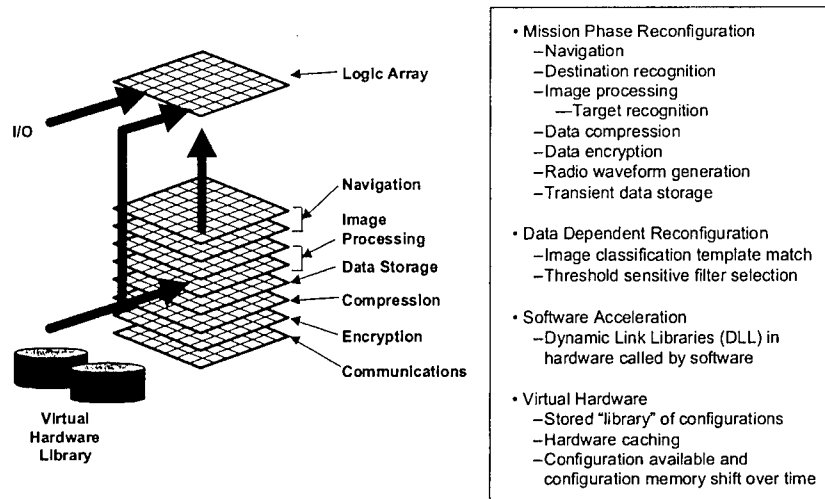 Logic Array
I/O
Navigation
Image
Processing
Data Storage
Compression
Encryption
Communications
Virtual
Hardware
Library
• Mission Phase Reconfiguration
–Navigation
–Destination recognition
–Image processing
—Target recognition
–Data compression
–Data encryption
–Radio waveform generation
–Transient data storage
• Data Dependent Reconfiguration
–Image classification template match
–Threshold sensitive filter selection
• Software Acceleration
–Dynamic Link Libraries (DLL) in
hardware called by software
• Virtual Hardware
–Stored "library" of configurations
–Hardware caching
–Configuration available and
configuration memory shift over time